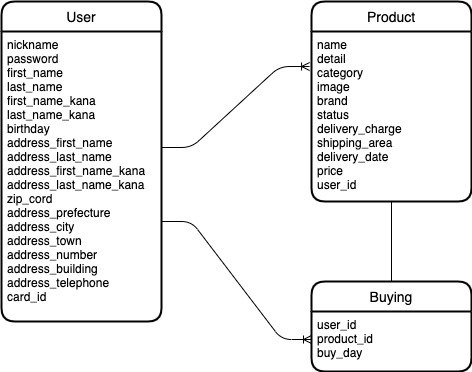 User
nickname
password
first_name
last_name
first_name_kana
last_name_kana
birthday
address_first_name
address_last_name
address_first_name_kana
address_last_name_kana
zip_cord
address_prefecture
address_city
address_town
address_number
address_building
address_telephone
card_id
Product
name
detail
category
image
brand
status
delivery_charge
shipping_area
delivery_date
price
user_id
Buying
user_id
product_id
buy_day